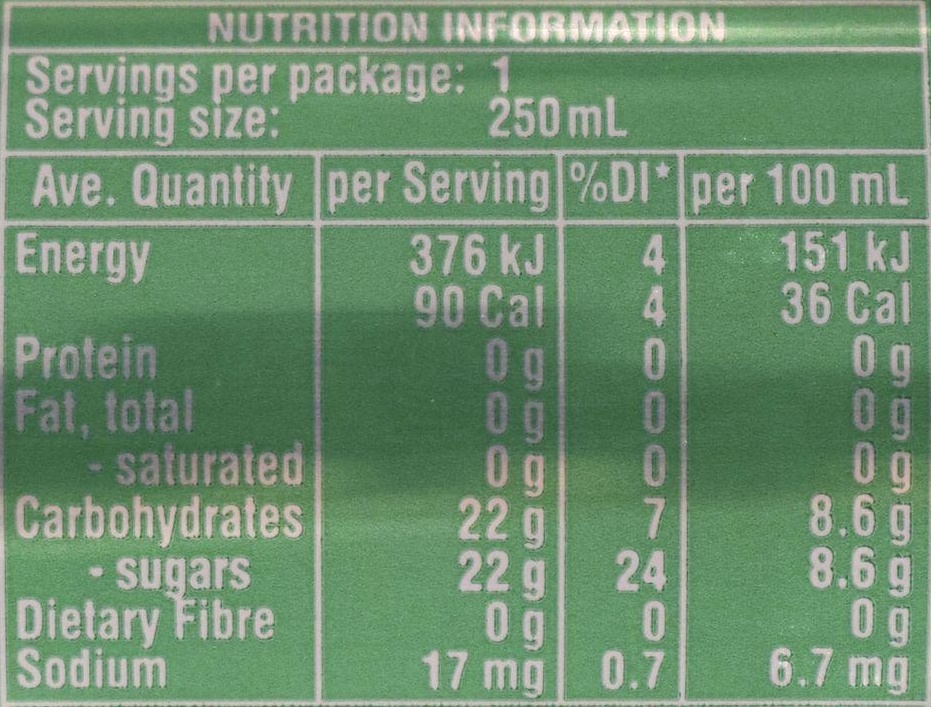 NUTRITION INFORMATION
Servings per package: 1
Serving size: 250 mL
Ave. Quantity per Serving %DI* per 100 mL
Energy 376 kJ 4 151 kJ
90 Cal 4 36 Cal
Protein 0 g 0 0 g
Fat, total 0 g 0 0 g
- saturated 0 g 0 0 g
Carbohydrates 22 g 7 8.6 g
- sugars 22 g 24 8.6 g
Dietary Fibre 0 g 0 0 g
Sodium 17 mg 0.7 6.7 mg